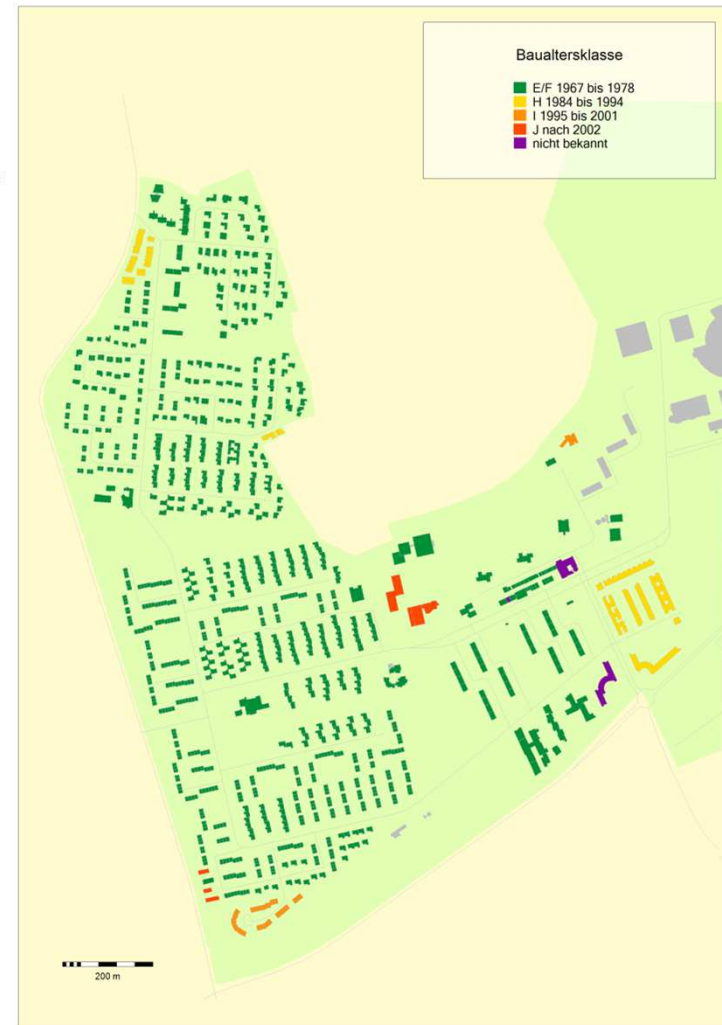 Baualtersklasse
E/F 1967 bis 1978
H 1984 bis 1994
I 1995 bis 2001
J nach 2002
nicht bekannt
200 m